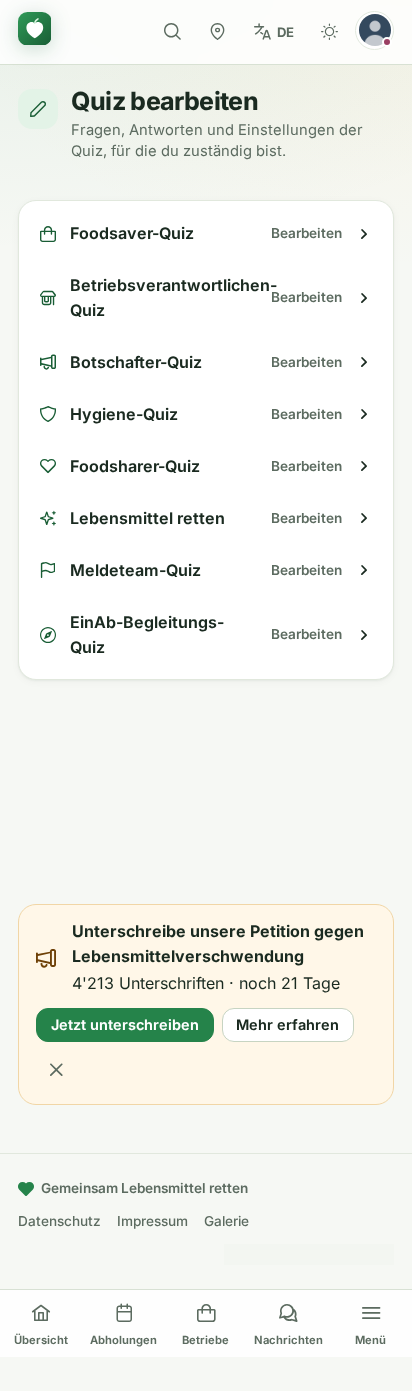 DE
Quiz bearbeiten
Fragen, Antworten und Einstellungen der
Quiz, für die du zuständig bist.
Foodsaver-Quiz Bearbeiten
Betriebsverantwortlichen-
Quiz Bearbeiten
Botschafter-Quiz Bearbeiten
Hygiene-Quiz Bearbeiten
Foodsharer-Quiz Bearbeiten
Lebensmittel retten Bearbeiten
Meldeteam-Quiz Bearbeiten
EinAb-Begleitungs-
Quiz Bearbeiten
Unterschreibe unsere Petition gegen
Lebensmittelverschwendung
4'213 Unterschriften · noch 21 Tage
Jetzt unterschreiben Mehr erfahren
Gemeinsam Lebensmittel retten
Datenschutz Impressum Galerie
Übersicht Abholungen Betriebe Nachrichten Menü